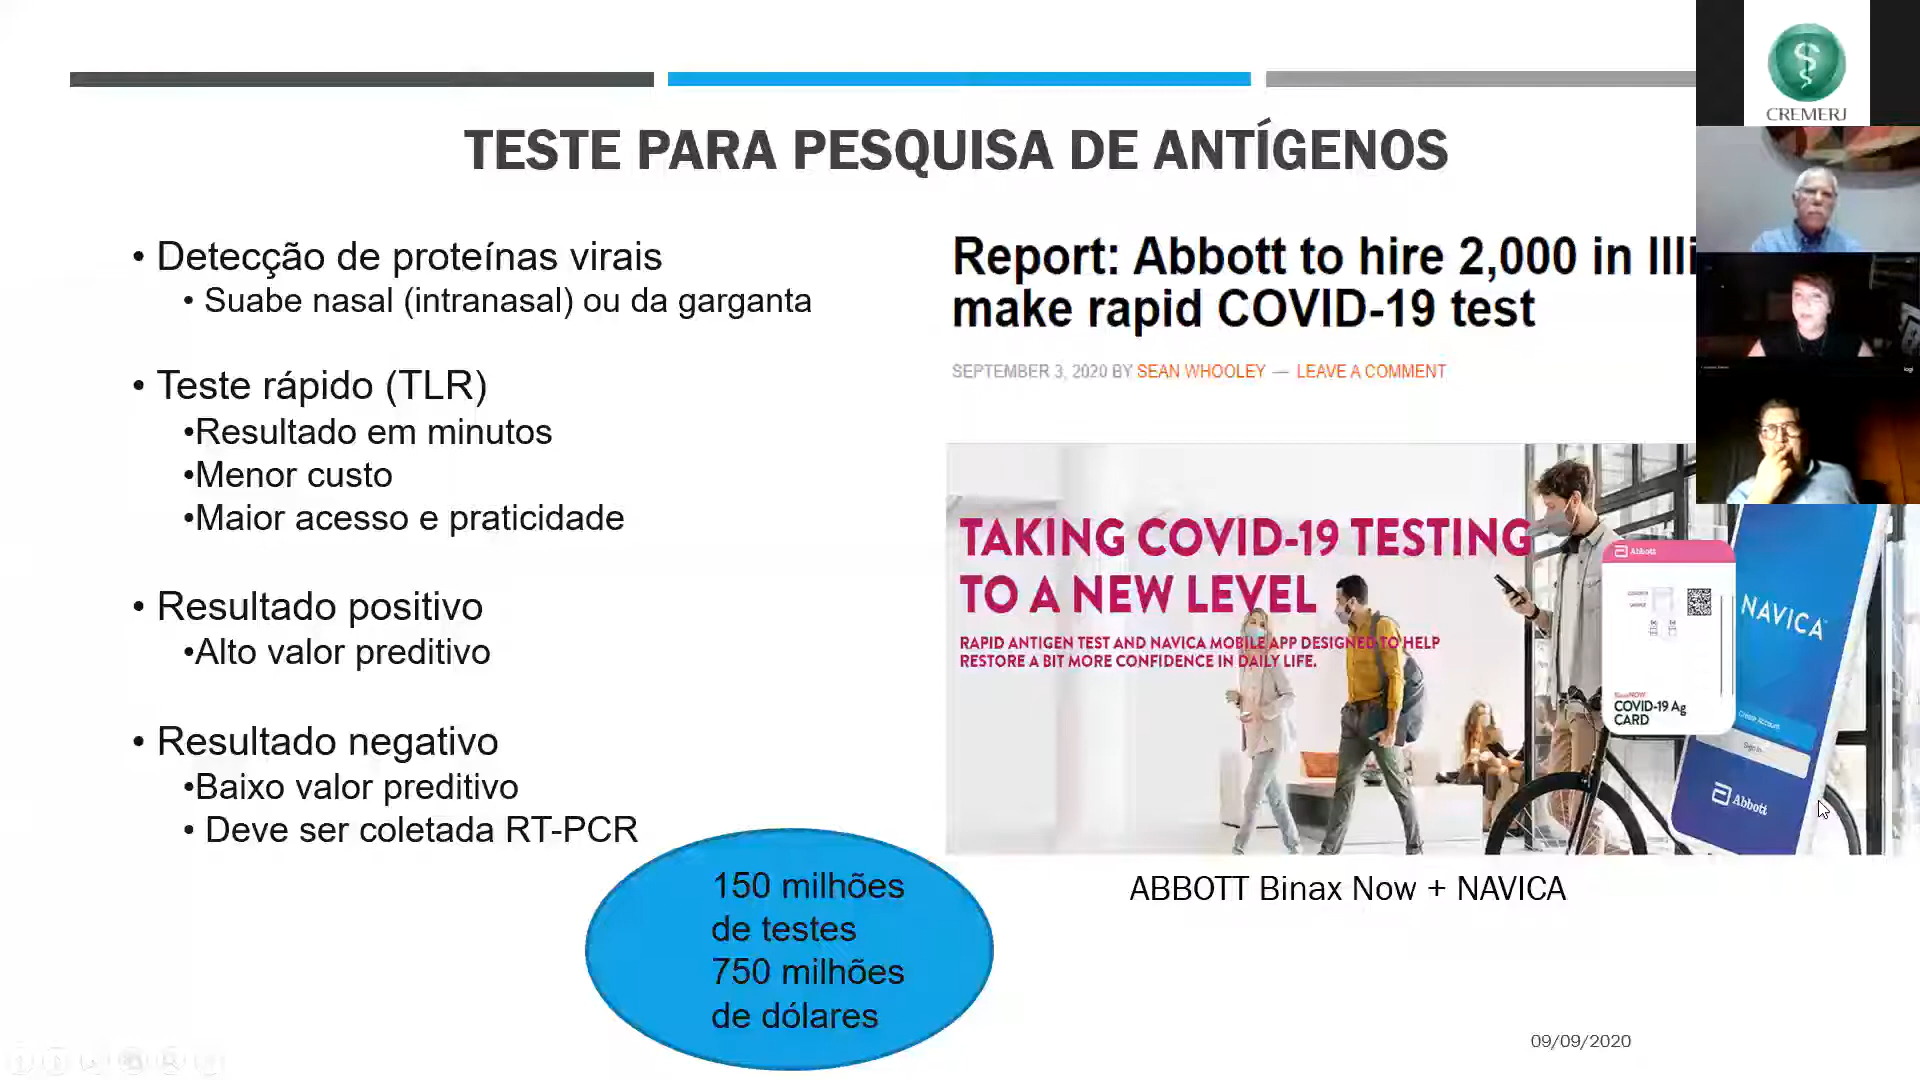 CREMERJ
TESTE PARA PESQUISA DE ANTÍGENOS
• Detecção de proteínas virais
• Suabe nasal (intranasal) ou da garganta
• Teste rápido (TLR)
•Resultado em minutos
•Menor custo
•Maior acesso e praticidade
• Resultado positivo
•Alto valor preditivo
• Resultado negativo
•Baixo valor preditivo
• Deve ser coletada RT-PCR
150 milhões
de testes
750 milhões
de dólares
Report: Abbott to hire 2,000 in Illi
make rapid COVID-19 test
SEPTEMBER 3, 2020 BY SEAN WHOOLEY — LEAVE A COMMENT
TAKING COVID-19 TESTING
TO A NEW LEVEL
RAPID ANTIGEN TEST AND NAVICA MOBILE APP DESIGNED TO HELP
RESTORE A BIT MORE CONFIDENCE IN DAILY LIFE.
Abbott
COVID-19 Ag
CARD
NAVICA
Create Account
Sign In
Abbott
ABBOTT Binax Now + NAVICA
09/09/2020